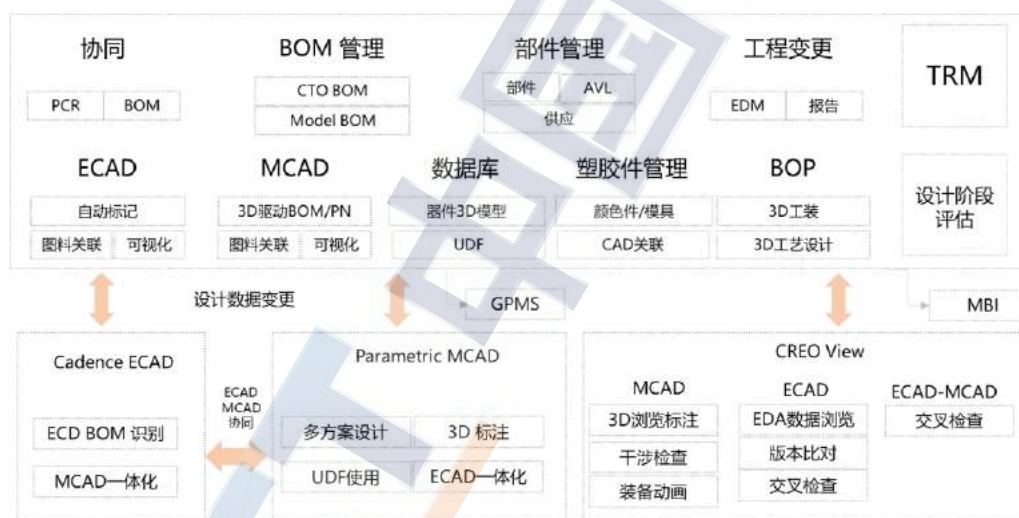 协同
BOM 管理
部件管理
工程变更
TRM
PCR
BOM
CTO BOM
Model BOM
部件
AVL
供应
EDM
报告
ECAD
MCAD
数据库
塑胶件管理
BOP
设计阶段
评估
自动标记
图料关联
可视化
3D驱动BOM/PN
图料关联
可视化
器件3D模型
UDF
颜色件/模具
CAD关联
3D工装
3D工艺设计
设计数据变更
GPMS
MBI
Cadence ECAD
ECD BOM 识别
MCAD一体化
ECAD
MCAD
协同
Parametric MCAD
多方案设计
3D 标注
UDF使用
ECAD一体化
CREO View
MCAD
3D浏览标注
干涉检查
装备动画
ECAD
EDA数据浏览
版本比对
交叉检查
ECAD-MCAD
交叉检查